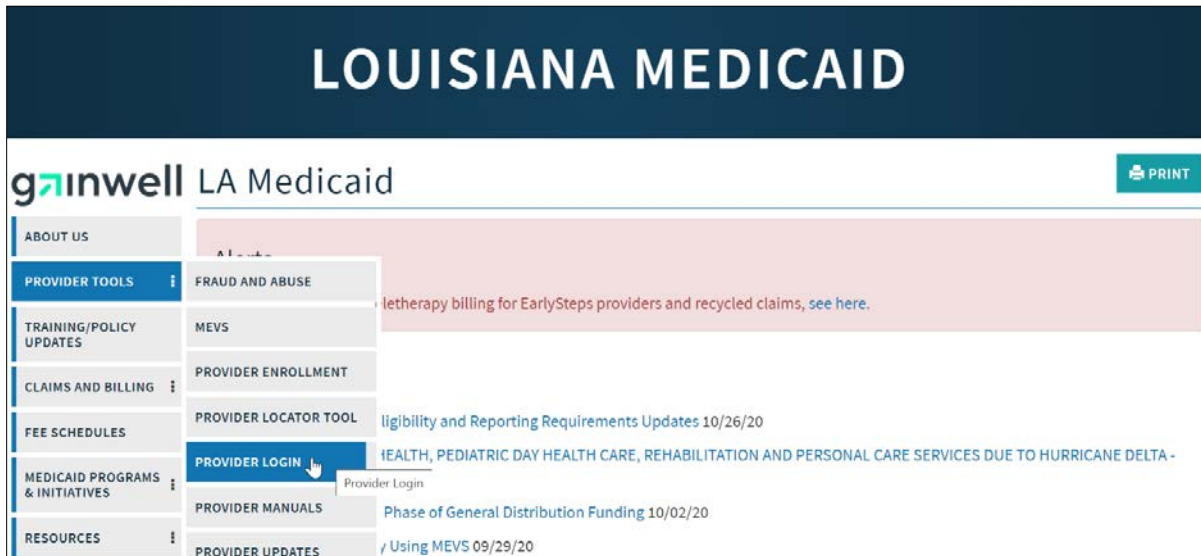 LOUISIANA MEDICAID
gainwell LA Medicaid
PRINT
ABOUT US
Alerts
PROVIDER TOOLS
FRAUD AND ABUSE
letherapy billing for EarlySteps providers and recycled claims, see here.
TRAINING/POLICY
UPDATES
MEVS
PROVIDER ENROLLMENT
CLAIMS AND BILLING
PROVIDER LOCATOR TOOL
ligibility and Reporting Requirements Updates 10/26/20
FEE SCHEDULES
PROVIDER LOGIN
HEALTH, PEDIATRIC DAY HEALTH CARE, REHABILITATION AND PERSONAL CARE SERVICES DUE TO HURRICANE DELTA -
Provider Login
MEDICAID PROGRAMS
& INITIATIVES
PROVIDER MANUALS
Phase of General Distribution Funding 10/02/20
RESOURCES
PROVIDER UPDATES
y Using MEVS 09/29/20